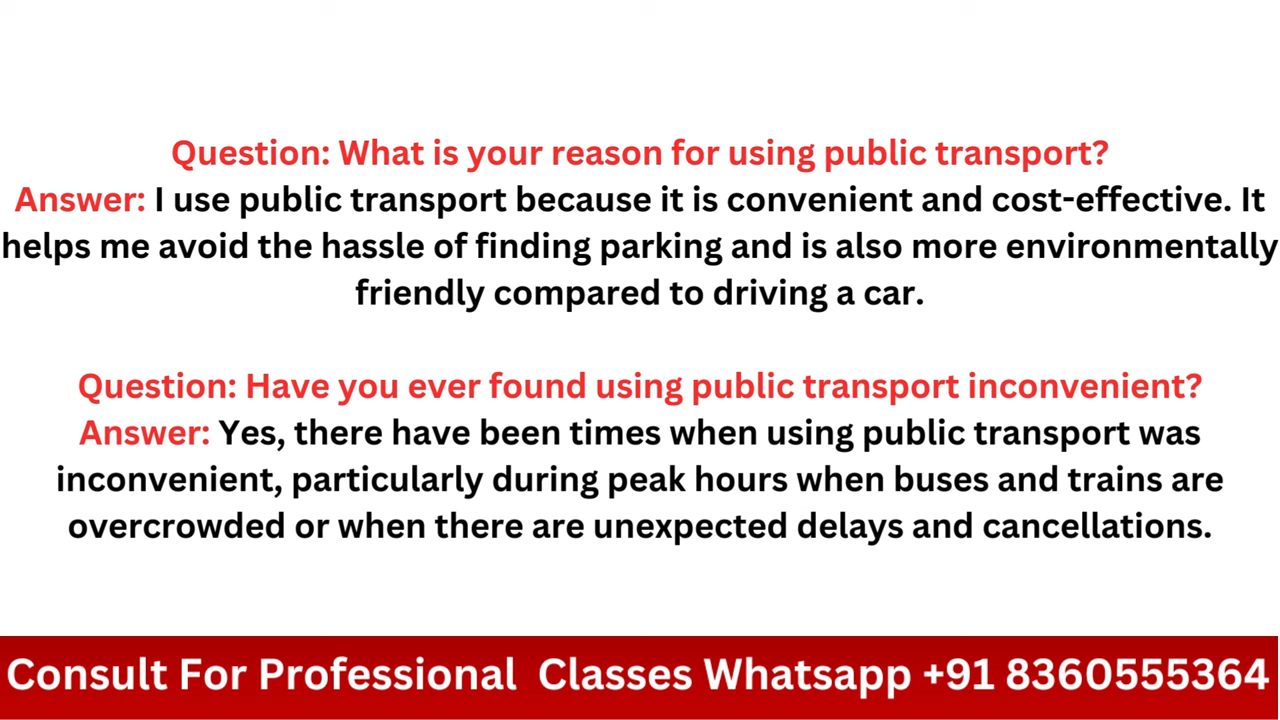 Question: What is your reason for using public transport?
Answer: I use public transport because it is convenient and cost-effective. It
helps me avoid the hassle of finding parking and is also more environmentally
friendly compared to driving a car.
Question: Have you ever found using public transport inconvenient?
Answer: Yes, there have been times when using public transport was
inconvenient, particularly during peak hours when buses and trains are
overcrowded or when there are unexpected delays and cancellations.
Consult For Professional  Classes Whatsapp +91 8360555364